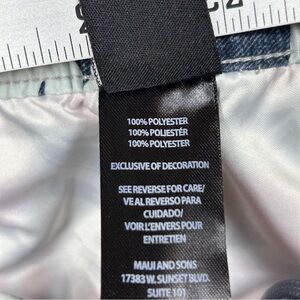 100% POLYESTER
100% POLIÉSTER
100% POLYESTER
EXCLUSIVE OF DECORATION
SEE REVERSE FOR CARE/
VE AL REVERSO PARA
CUIDADO/
VOIR L'ENVERS POUR
ENTRETIEN
MAUI AND SONS
17383 W. SUNSET BLVD.
SUITE 101